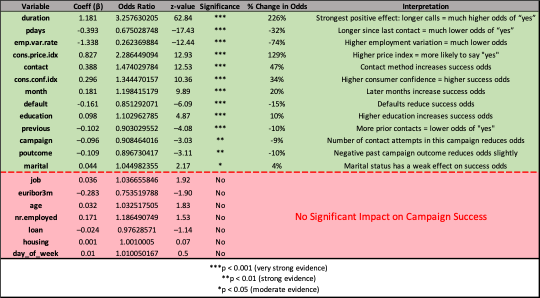 Variable Coeff (β) Odds Ratio z-value Significance % Change in Odds Interpretation
duration 1.181 3.257630205 62.84 *** 226% Strongest positive effect: longer calls = much higher odds of "yes"
pdays -0.393 0.675028748 −17.43 *** -32% Longer since last contact = much lower odds of "yes"
emp.var.rate -1.338 0.262369884 −12.44 *** -74% Higher employment variation = much lower odds
cons.price.idx 0.827 2.286449094 12.93 *** 129% Higher price index = more likely to say "yes"
contact 0.388 1.474029784 12.53 *** 47% Contact method increases success odds
cons.conf.idx 0.296 1.344470157 10.36 *** 34% Higher consumer confidence = higher success odds
month 0.181 1.198415179 9.89 *** 20% Later months increase success odds
default -0.161 0.851292071 −6.09 *** -15% Defaults reduce success odds
education 0.098 1.102962785 4.87 *** 10% Higher education increases success odds
previous -0.102 0.903029552 −4.08 *** -10% More prior contacts = lower odds of "yes"
campaign -0.096 0.908464016 −3.03 ** -9% Number of contact attempts in this campaign reduces odds
poutcome -0.109 0.896730417 −3.11 ** -10% Negative past campaign outcome reduces odds slightly
marital 0.044 1.044982355 2.17 * 4% Marital status has a weak effect on success odds
job 0.036 1.036655846 1.92 No
euribor3m −0.283 0.753519788 −1.90 No
age 0.032 1.032517505 1.83 No
nr.employed 0.171 1.186490749 1.53 No
No Significant Impact on Campaign Success
loan −0.024 0.97628571 −1.14 No
housing 0.001 1.0010005 0.07 No
day_of_week 0.01 1.010050167 0.5 No
***p < 0.001 (very strong evidence)
**p < 0.01 (strong evidence)
*p < 0.05 (moderate evidence)